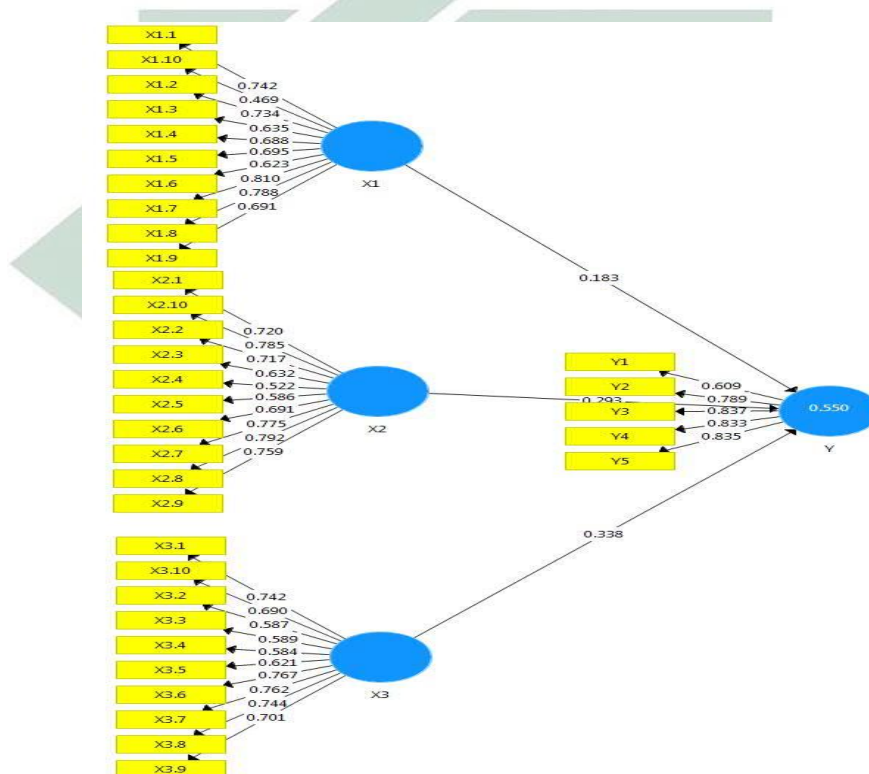 X1.1
X1.10
X1.2
X1.3
X1.4
X1.5
X1.6
X1.7
X1.8
X1.9
0.742
0.469
0.734
0.635
0.688
0.695
0.623
0.810
0.788
0.691
X1
0.183
X2.1
X2.10
X2.2
X2.3
X2.4
X2.5
X2.6
X2.7
X2.8
X2.9
0.720
0.785
0.717
0.632
0.522
0.586
0.691
0.775
0.792
0.759
X2
0.293
Y1
Y2
Y3
Y4
Y5
0.609
0.789
0.837
0.833
0.835
0.550
Y
X3.1
X3.10
X3.2
X3.3
X3.4
X3.5
X3.6
X3.7
X3.8
X3.9
0.742
0.690
0.587
0.589
0.584
0.621
0.767
0.762
0.744
0.701
X3
0.338